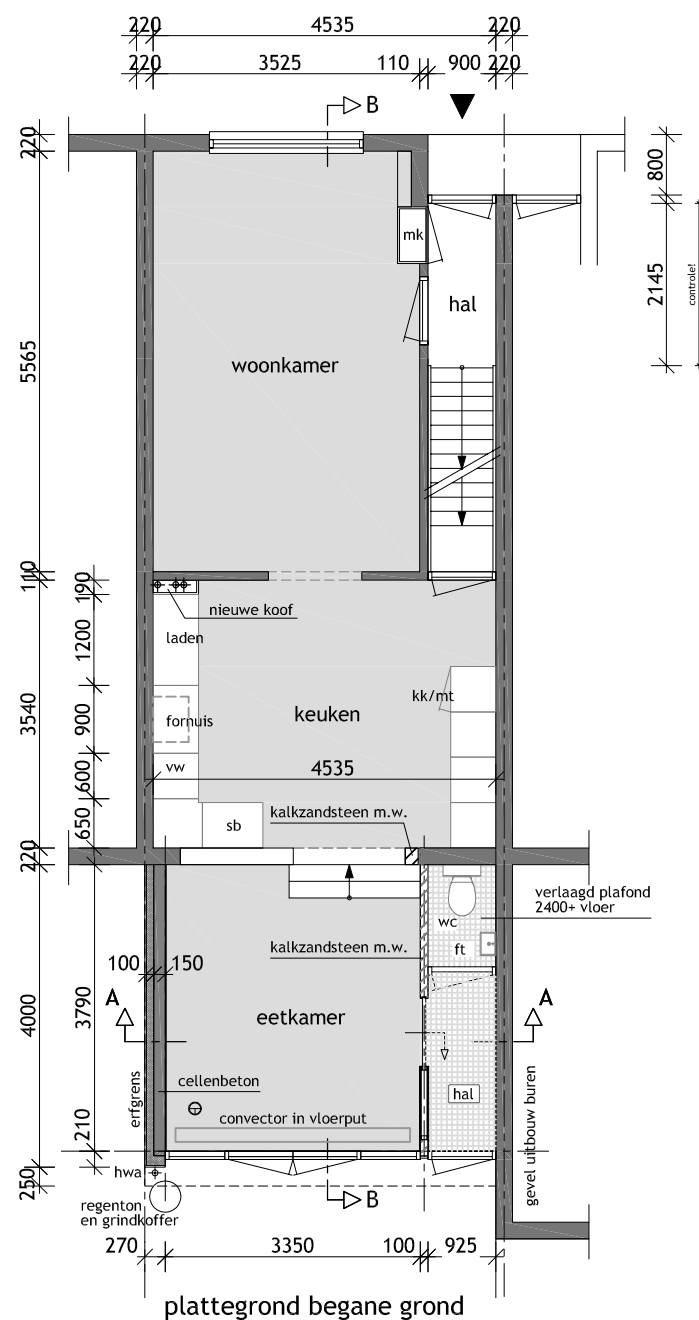 220 4535 220
220 3525 110 900 220
B
220
800
mk
2145
controle!
hal
woonkamer
5565
110
190
nieuwe koof
1200
laden
kk/mt
3540
900
fornuis
keuken
600
vw
4535
650
sb
kalkzandsteen m.w.
220
verlaagd plafond
2400+ vloer
wc
ft
kalkzandsteen m.w.
100 150
A
A
4000
3790
eetkamer
cellenbeton
hal
erfgrens
gevel uitbouw buren
convector in vloerput
210
hwa
250
B
regenton
en grindkoffer
270 3350 100 925
plattegrond begane grond